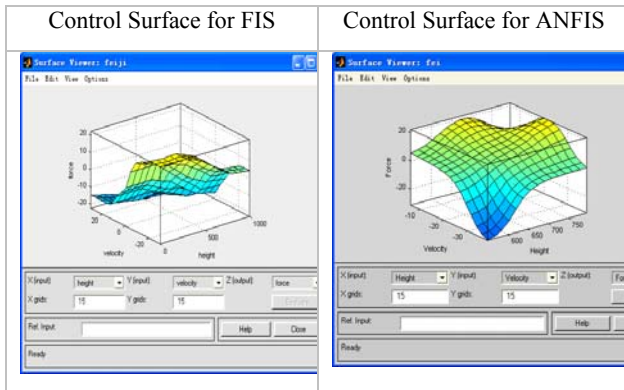 Control Surface for FIS
Control Surface for ANFIS
Surface Viewer: feiji
File Edit View Options
20
10
0
-10
-20
force
20
0
-20
velocity
0
500
1000
height
X (input):
height
Y (input):
velocity
Z (output):
force
X grids:
15
Y grids:
15
Ref. Input:
Help
Close
Ready
Surface Viewer: fei
File Edit View Options
20
0
-20
Force
-10
-20
-30
Velocity
600
650
700
750
Height
X (input):
Height
Y (input):
Velocity
Z (output):
X grids:
15
Y grids:
15
Ref. Input:
Help
Ready